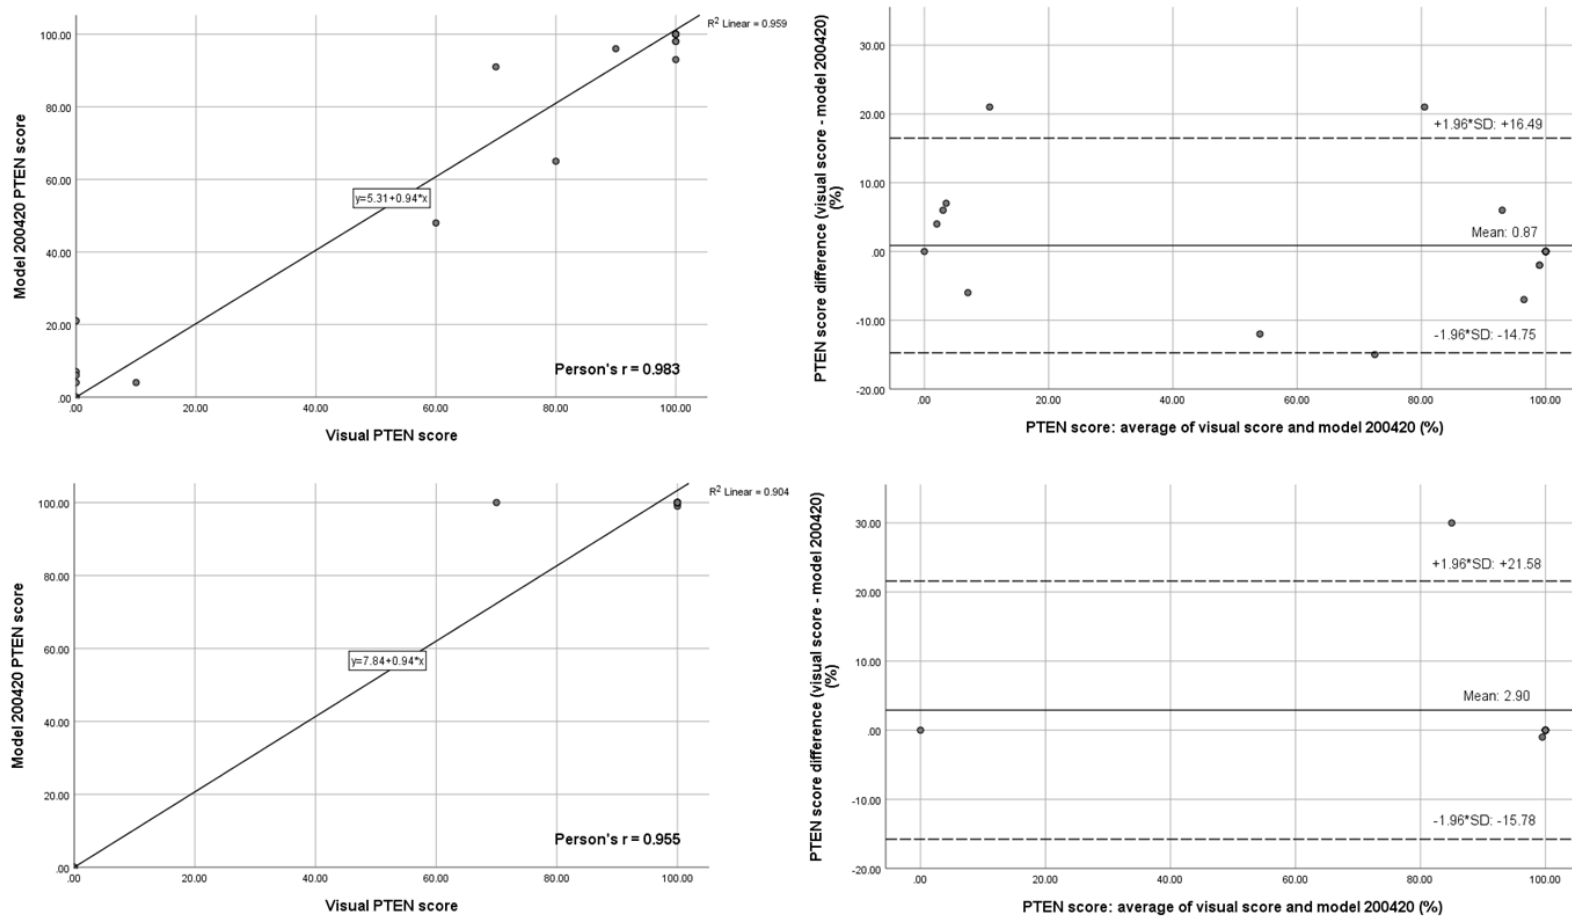 R² Linear = 0.959
100.00
80.00
60.00
40.00
20.00
.00
Model 200420 PTEN score
y=5.31+0.94*x
Person's r = 0.983
.00
20.00
40.00
60.00
80.00
100.00
Visual PTEN score
PTEN score difference (visual score - model 200420)
(%)
30.00
20.00
10.00
.00
-10.00
-20.00
+1.96*SD: +16.49
Mean: 0.87
-1.96*SD: -14.75
.00
20.00
40.00
60.00
80.00
100.00
PTEN score: average of visual score and model 200420 (%)
R² Linear = 0.904
100.00
80.00
60.00
40.00
20.00
.00
Model 200420 PTEN score
y=7.84+0.94*x
Person's r = 0.955
.00
20.00
40.00
60.00
80.00
100.00
Visual PTEN score
PTEN score difference (visual score - model 200420)
(%)
30.00
20.00
10.00
.00
-10.00
-20.00
+1.96*SD: +21.58
Mean: 2.90
-1.96*SD: -15.78
.00
20.00
40.00
60.00
80.00
100.00
PTEN score: average of visual score and model 200420 (%)